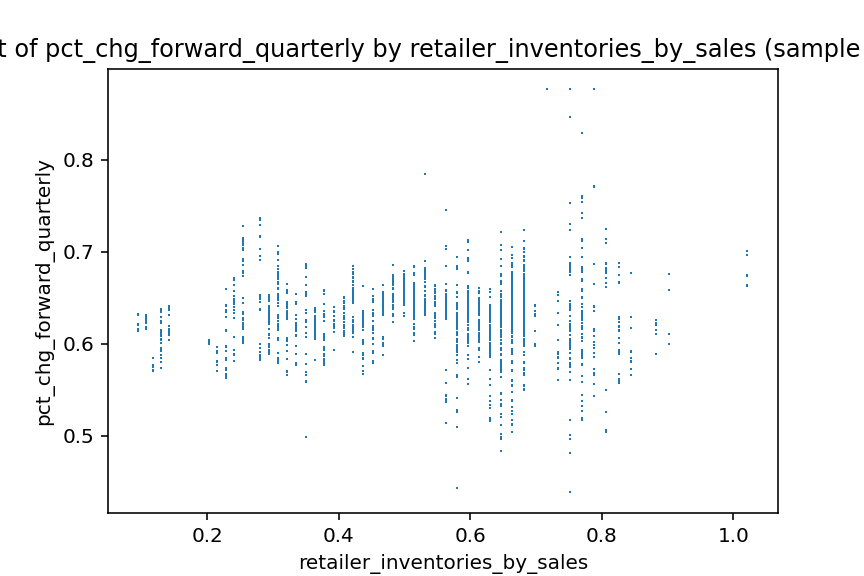 t of pct_chg_forward_quarterly by retailer_inventories_by_sales (sample
0.8
0.7
0.6
0.5
pct_chg_forward_quarterly
0.2 0.4 0.6 0.8 1.0
retailer_inventories_by_sales